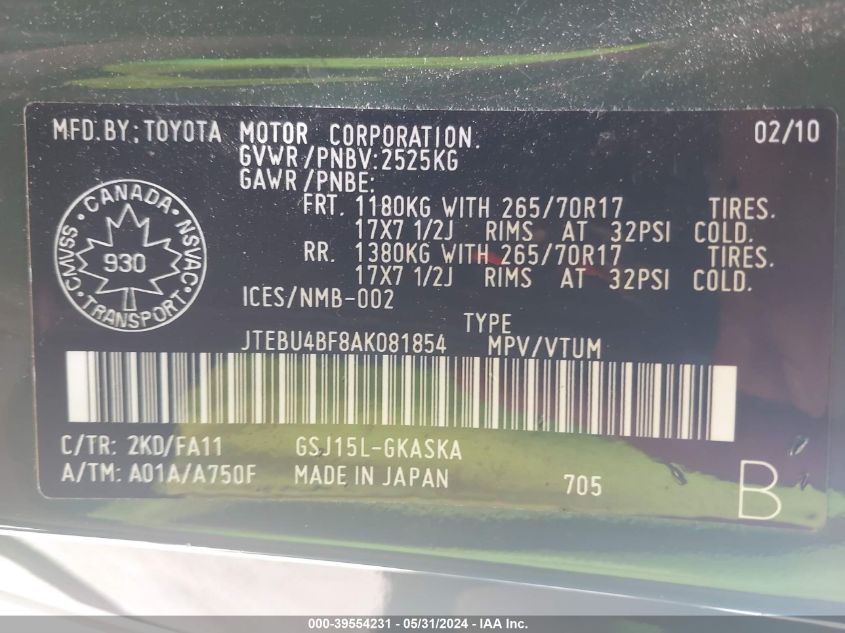 MFD.BY: TOYOTA MOTOR CORPORATION. 02/10
GVWR/PNBV:2525KG
GAWR/PNBE:
FRT. 1180KG WITH 265/70R17 TIRES.
17X7 1/2J RIMS AT 32PSI COLD.
RR. 1380KG WITH 265/70R17 TIRES.
17X7 1/2J RIMS AT 32PSI COLD.
CANADA
CMVSS 930 NSVAC
TRANSPORT
ICES/NMB-002
TYPE
JTEBU4BF8AK081854 MPV/VTUM
C/TR: 2KD/FA11 GSJ15L-GKASKA
A/TM: A01A/A750F MADE IN JAPAN 705 B
000-39554231 - 05/31/2024 - IAA Inc.